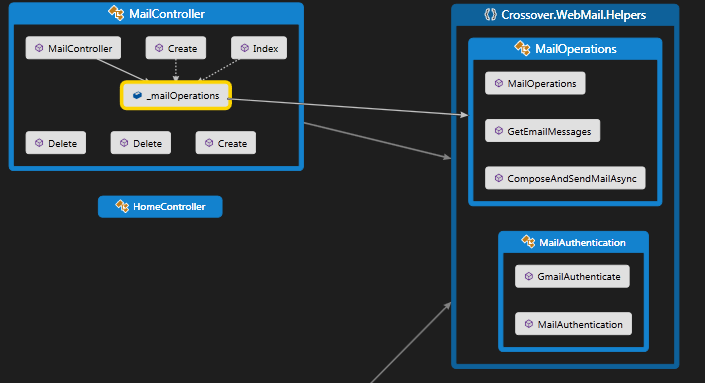 MailController
MailController
Create
Index
_mailOperations
Delete
Delete
Create
HomeController
Crossover.WebMail.Helpers
MailOperations
MailOperations
GetEmailMessages
ComposeAndSendMailAsync
MailAuthentication
GmailAuthenticate
MailAuthentication